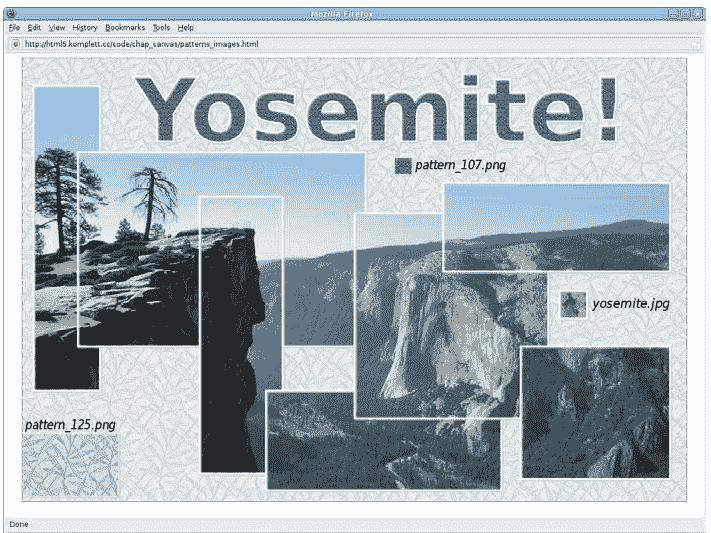 Mozilla Firefox
File Edit View History Bookmarks Tools Help
http://html5.komplett.cc/code/chap_canvas/patterns_images.html
Yosemite!
pattern_107.png
yosemite.jpg
pattern_125.png
Done